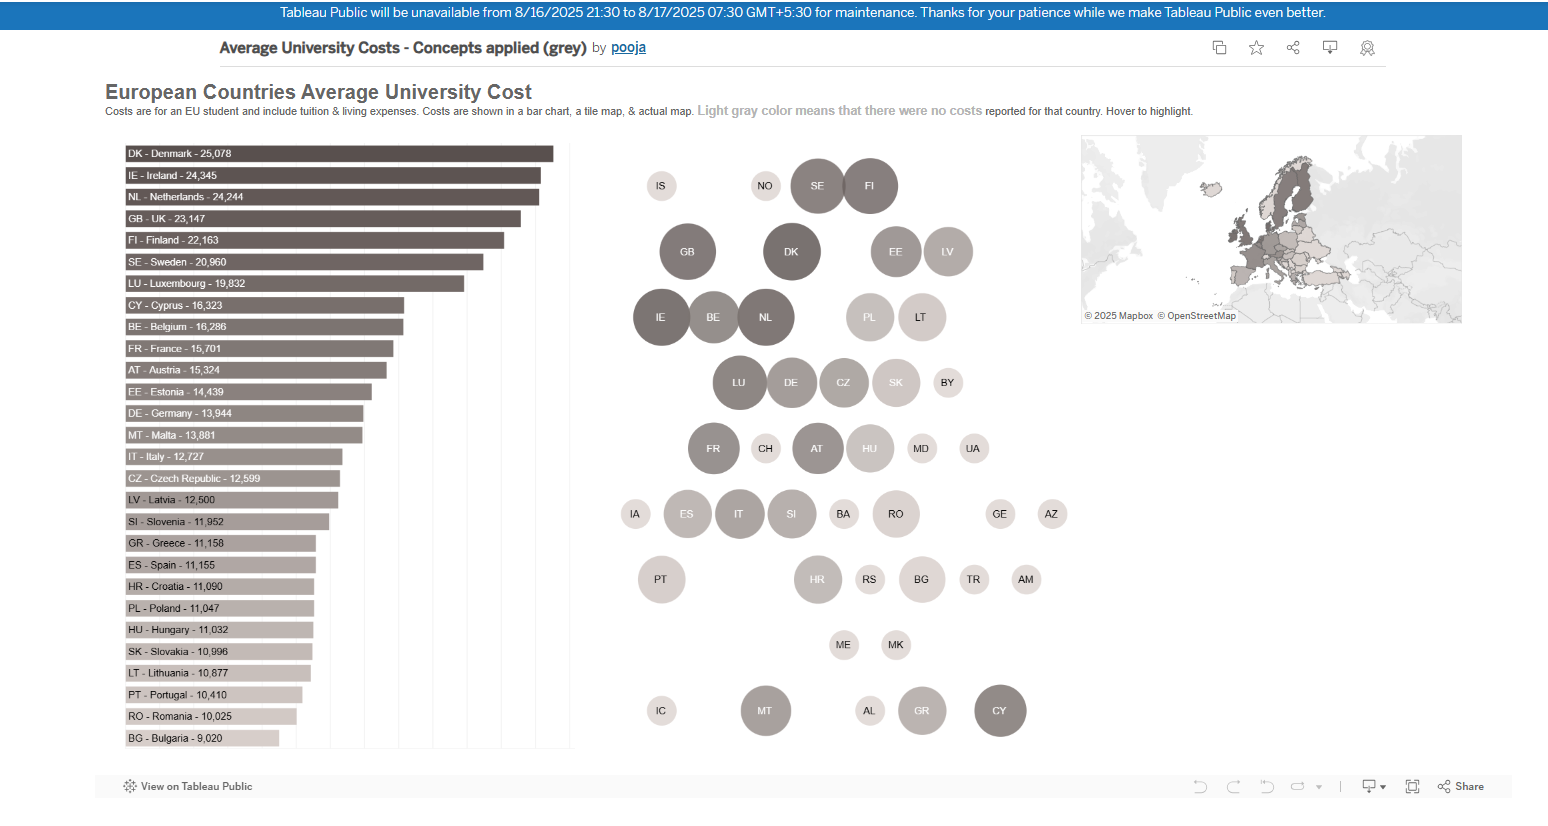 Tableau Public will be unavailable from 8/16/2025 21:30 to 8/17/2025 07:30 GMT+5:30 for maintenance. Thanks for your patience while we make Tableau Public even better.
Average University Costs - Concepts applied (grey) by pooja
European Countries Average University Cost
Costs are for an EU student and include tuition & living expenses. Costs are shown in a bar chart, a tile map, & actual map. Light gray color means that there were no costs reported for that country. Hover to highlight.
DK - Denmark - 25,078
IE - Ireland - 24,345
NL - Netherlands - 24,244
GB - UK - 23,147
FI - Finland - 22,163
SE - Sweden - 20,960
LU - Luxembourg - 19,832
CY - Cyprus - 16,323
BE - Belgium - 16,286
FR - France - 15,701
AT - Austria - 15,324
EE - Estonia - 14,439
DE - Germany - 13,944
MT - Malta - 13,881
IT - Italy - 12,727
CZ - Czech Republic - 12,599
LV - Latvia - 12,500
SI - Slovenia - 11,952
GR - Greece - 11,158
ES - Spain - 11,155
HR - Croatia - 11,090
PL - Poland - 11,047
HU - Hungary - 11,032
SK - Slovakia - 10,996
LT - Lithuania - 10,877
PT - Portugal - 10,410
RO - Romania - 10,025
BG - Bulgaria - 9,020
IS NO SE FI
GB DK EE LV
IE BE NL PL LT
LU DE CZ SK BY
FR CH AT HU MD UA
IA ES IT SI BA RO GE AZ
PT HR RS BG TR AM
ME MK
IC MT AL GR CY
© 2025 Mapbox © OpenStreetMap
View on Tableau Public
Share